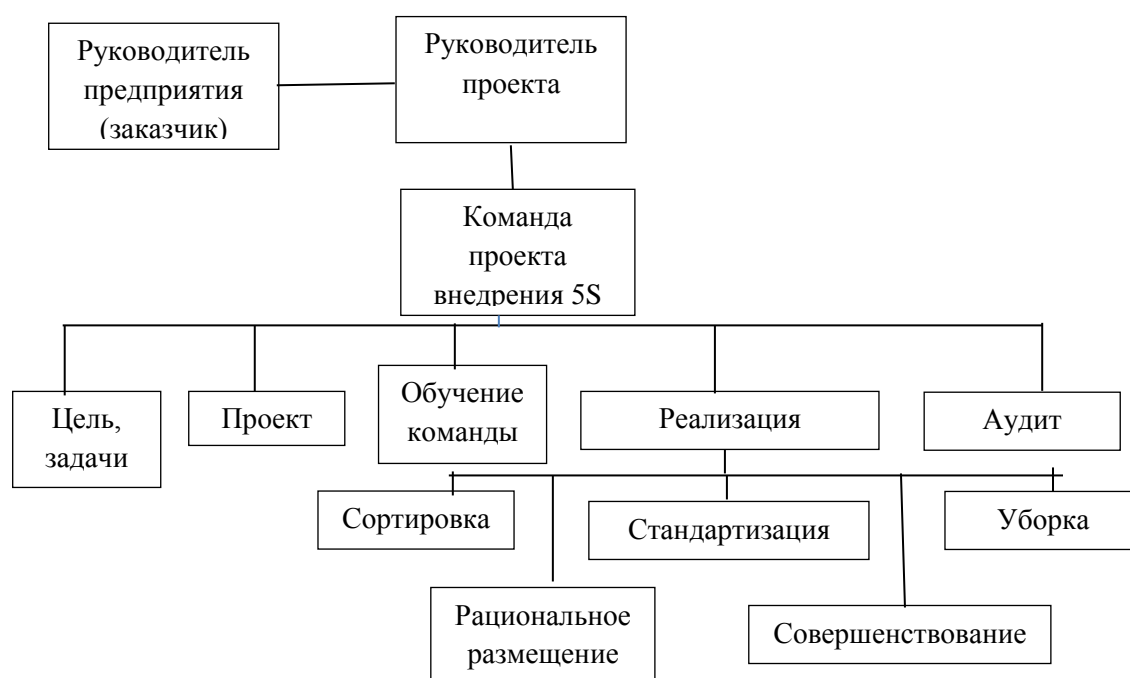 Руководитель
предприятия
(заказчик)
Руководитель
проекта
Команда
проекта
внедрения 5S
Цель,
задачи
Проект
Обучение
команды
Реализация
Аудит
Сортировка
Стандартизация
Уборка
Рациональное
размещение
Совершенствование